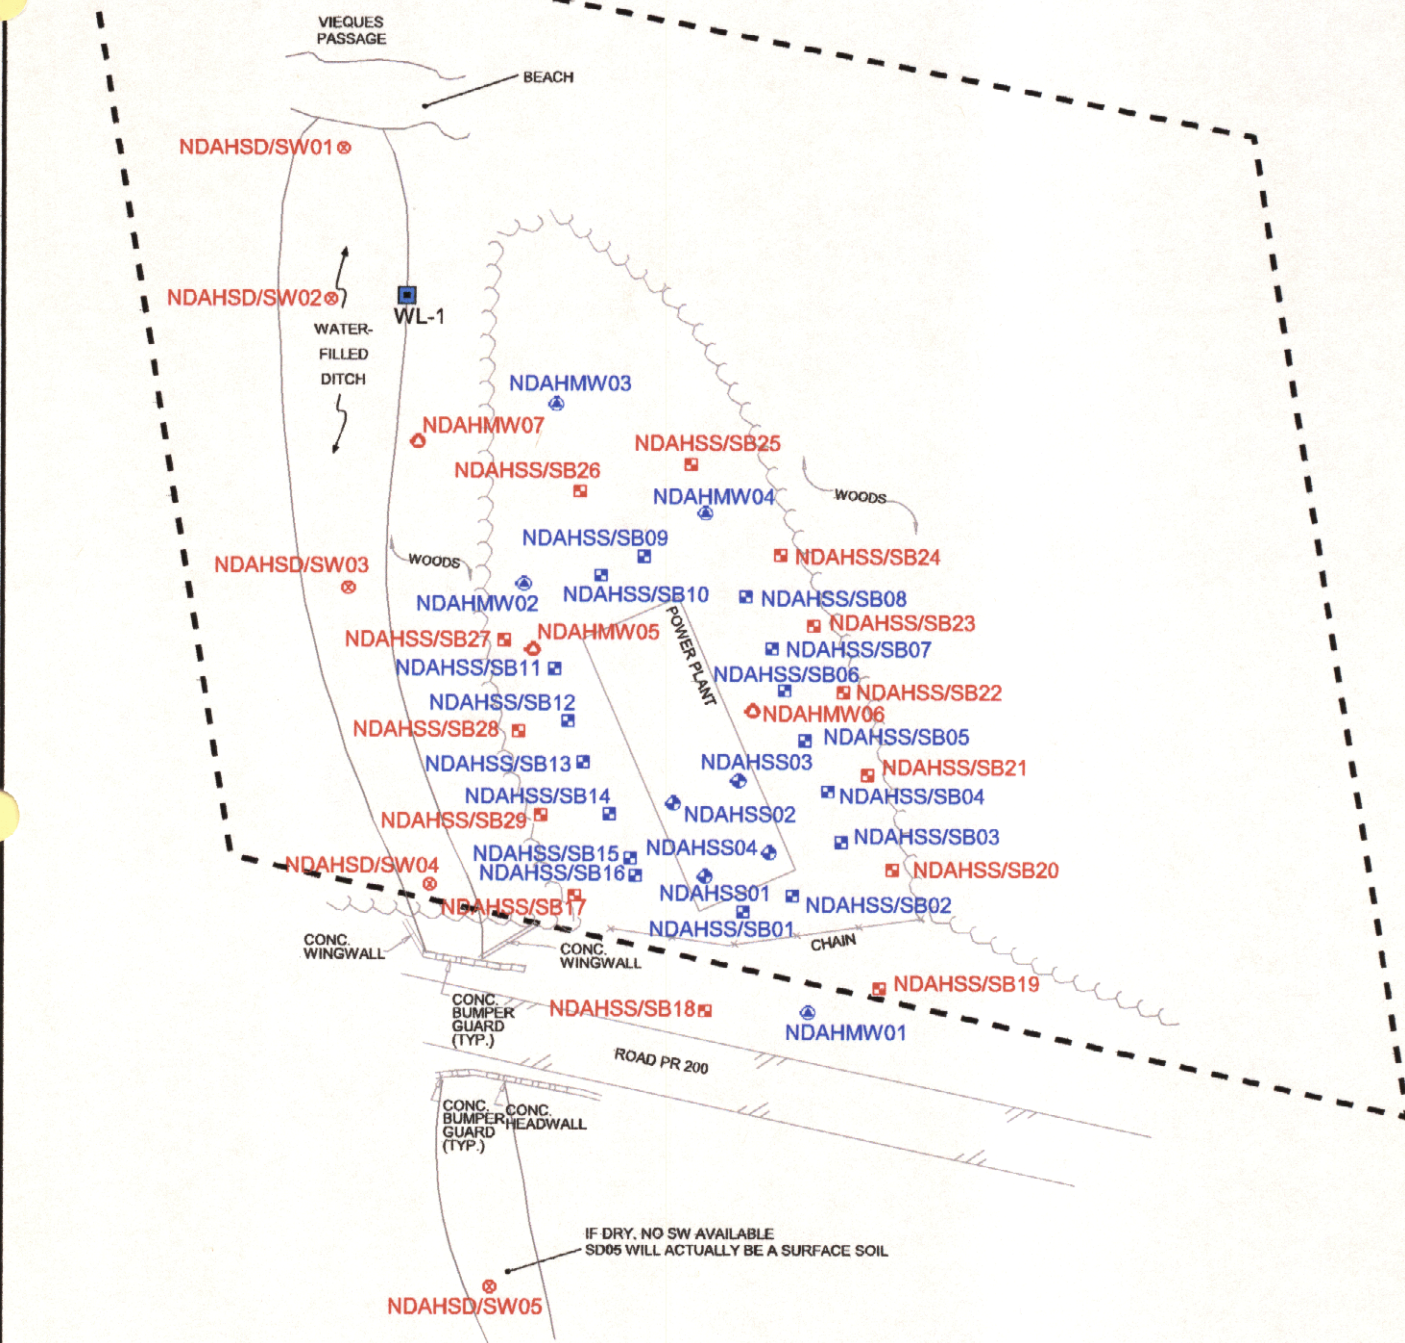 VIEQUES
PASSAGE
BEACH
NDAHSD/SW01
NDAHSD/SW02
WL-1
WATER-
FILLED
DITCH
NDAHMW03
NDAHMW07
NDAHSS/SB25
NDAHSS/SB26
NDAHMW04
WOODS
NDAHSS/SB09
NDAHSS/SB24
WOODS
NDAHSD/SW03
NDAHMW02
NDAHSS/SB10
NDAHSS/SB08
POWER PLANT
NDAHSS/SB23
NDAHMW05
NDAHSS/SB27
NDAHSS/SB07
NDAHSS/SB11
NDAHSS/SB06
NDAHSS/SB22
NDAHSS/SB12
NDAHMW06
NDAHSS/SB28
NDAHSS/SB05
NDAHSS03
NDAHSS/SB13
NDAHSS/SB21
NDAHSS/SB14
NDAHSS/SB04
NDAHSS02
NDAHSS/SB29
NDAHSS/SB03
NDAHSS04
NDAHSS/SB15
NDAHSD/SW04
NDAHSS/SB16
NDAHSS/SB20
NDAHSS01
NDAHSS/SB17
NDAHSS/SB02
NDAHSS/SB01
CHAIN
CONC.
WINGWALL
CONC.
WINGWALL
NDAHSS/SB19
CONC.
BUMPER
GUARD
(TYP.)
NDAHSS/SB18
NDAHMW01
ROAD PR 200
CONC.
BUMPER
GUARD
(TYP.)
CONC.
HEADWALL
IF DRY, NO SW AVAILABLE
SD05 WILL ACTUALLY BE A SURFACE SOIL
NDAHSD/SW05